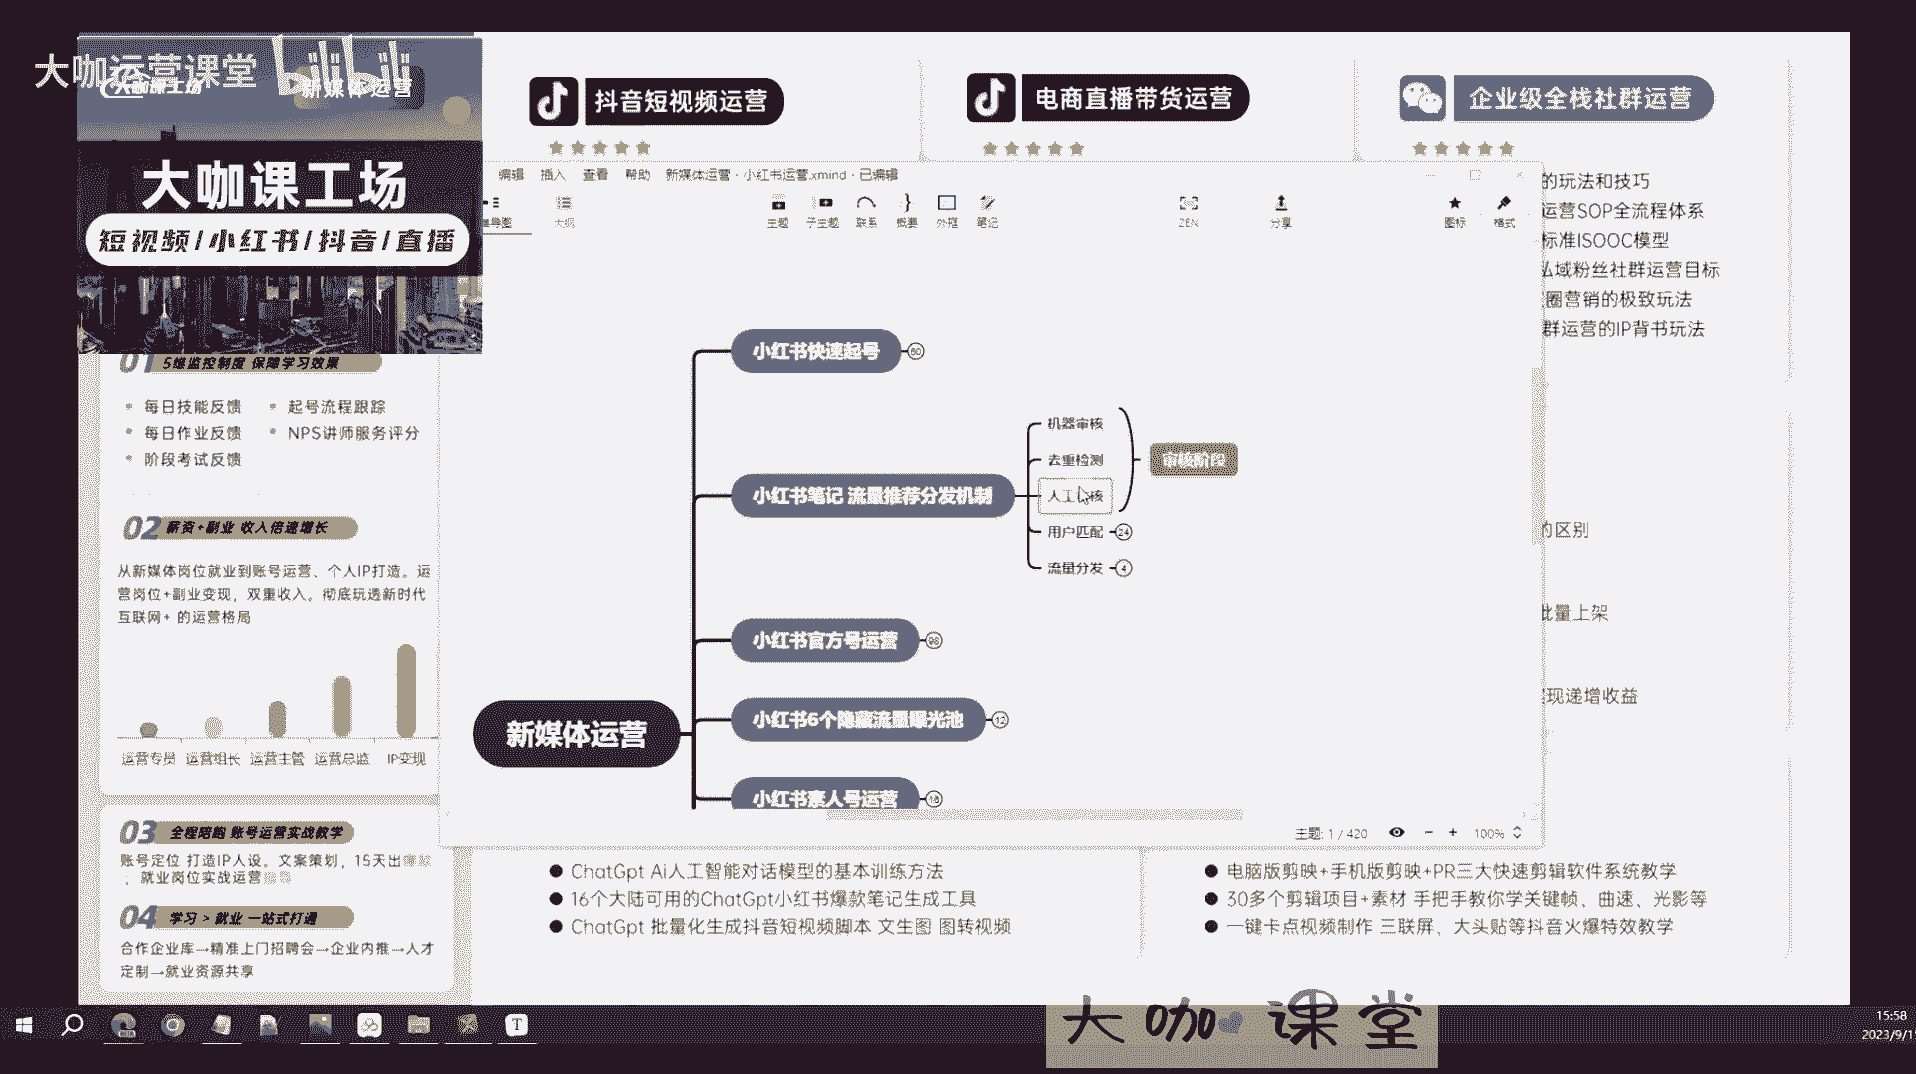 大咖运营课堂 bilibili
大咖课工场
新媒体运营
大咖课工场
短视频/小红书/抖音/直播
抖音短视频运营
电商直播带货运营
企业级全栈社群运营
编辑 插入 查看 帮助 新媒体运营 · 小红书运营.xmind · 已编辑
大纲 主题 子主题 联系 概要 外框 笔记 ZEN 分享 图标 格式
的玩法和技巧
运营SOP全流程体系
标准ISOOC模型
私域粉丝社群运营目标
圈营销的极致玩法
群运营的IP背书玩法
的区别
批量上架
现递增收益
01 5维监控制度 保障学习效果
每日技能反馈
起号流程跟踪
每日作业反馈
NPS讲师服务评分
阶段考试反馈
02 薪资+副业 收入倍速增长
从新媒体岗位就业到账号运营、个人IP打造。运
营岗位+副业变现，双重收入。彻底玩透新时代
互联网+ 的运营格局
运营专员 运营组长 运营主管 运营总监 IP变现
03 全程陪跑 账号运营实战教学
账号定位 打造IP人设。文案策划，15天出爆款
；就业岗位实战运营
04 学习 > 就业 一站式打通
合作企业库→精准上门招聘会→企业内推→人才
定制→就业资源共享
新媒体运营
小红书快速起号 60
小红书笔记 流量推荐分发机制
机器审核
去重检测
人工审核
审核阶段
用户匹配 24
流量分发 4
小红书官方号运营 98
小红书6个隐藏流量曝光池 12
小红书素人号运营 16
主题: 1 / 420
100%
ChatGpt Ai人工智能对话模型的基本训练方法
16个大陆可用的ChatGpt小红书爆款笔记生成工具
ChatGpt 批量化生成抖音短视频脚本 文生图 图转视频
电脑版剪映+手机版剪映+PR三大快速剪辑软件系统教学
30多个剪辑项目+素材 手把手教你学关键帧、曲速、光影等
一键卡点视频制作 三联屏、大头贴等抖音火爆特效教学
大咖课堂
T
15:58
2023/9/1